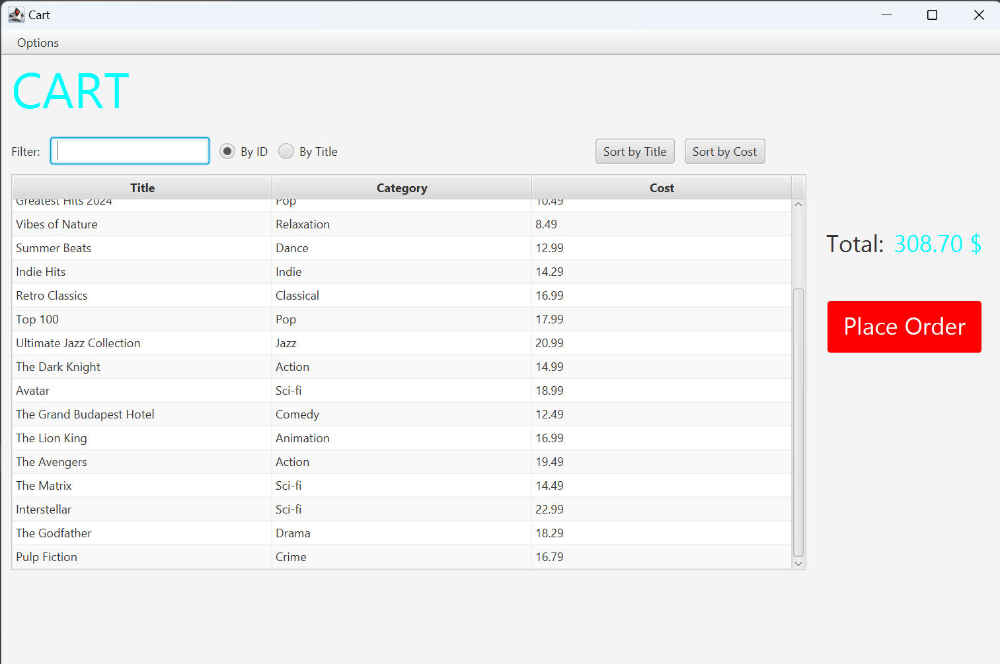 Cart
Options
CART
Filter: By ID By Title Sort by Title Sort by Cost
Title Category Cost
Greatest Hits 2024 Pop 10.49
Vibes of Nature Relaxation 8.49
Summer Beats Dance 12.99
Indie Hits Indie 14.29
Retro Classics Classical 16.99
Top 100 Pop 17.99
Ultimate Jazz Collection Jazz 20.99
The Dark Knight Action 14.99
Avatar Sci-fi 18.99
The Grand Budapest Hotel Comedy 12.49
The Lion King Animation 16.99
The Avengers Action 19.49
The Matrix Sci-fi 14.49
Interstellar Sci-fi 22.99
The Godfather Drama 18.29
Pulp Fiction Crime 16.79
Total: 308.70 $
Place Order